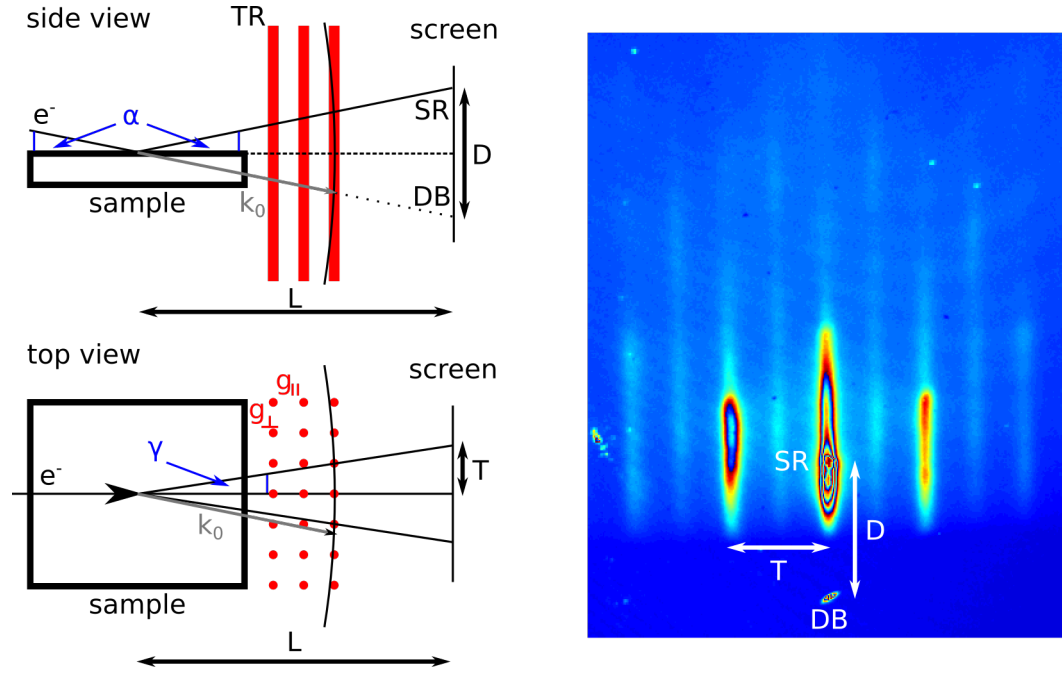 side view
TR
screen
e⁻
α
SR
D
DB
sample
k₀
L
top view
screen
g∥
g⊥
γ
T
e⁻
k₀
sample
L
SR
D
T
DB